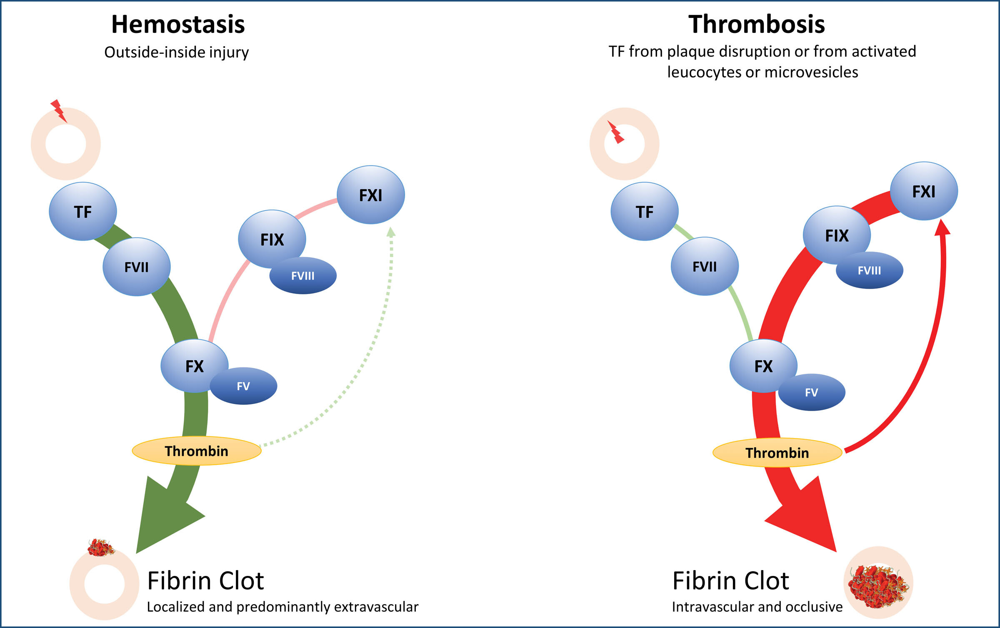 Hemostasis
Outside-inside injury
TF
FVII
FIX
FXI
FVIII
FX
FV
Thrombin
Fibrin Clot
Localized and predominantly extravascular
Thrombosis
TF from plaque disruption or from activated
leucocytes or microvesicles
TF
FVII
FIX
FXI
FVIII
FX
FV
Thrombin
Fibrin Clot
Intravascular and occlusive